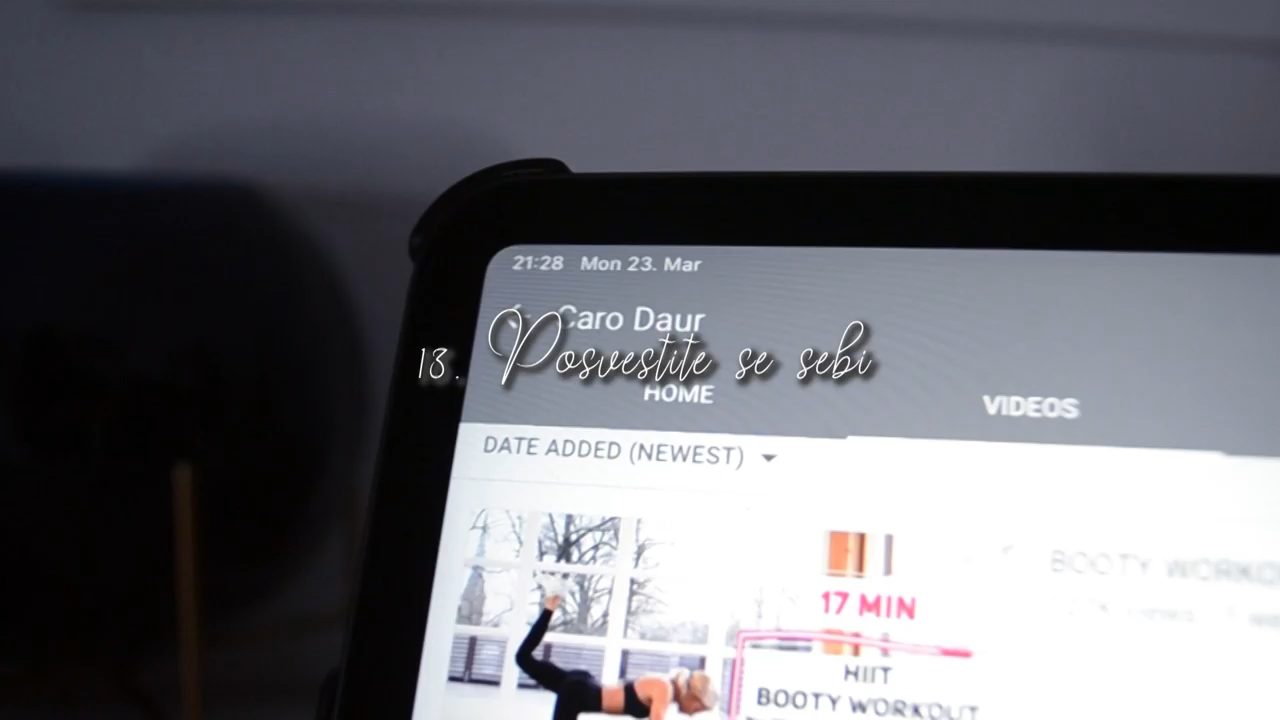 21:28 Mon 23. Mar
Caro Daur
13. Posvestite se sebi
HOME
VIDEOS
DATE ADDED (NEWEST)
BOOTY WORKO
17 MIN
HIIT
BOOTY WORKOUT